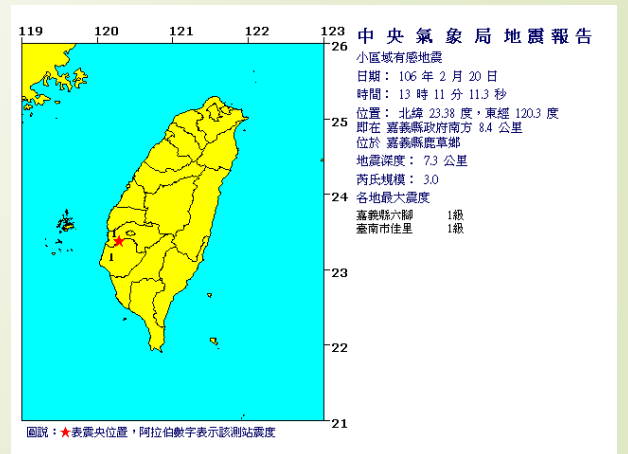 119 120 121 122 123
中央氣象局地震報告
26
小區域有感地震
日期： 106 年 2 月 20 日
時間： 13 時 11 分 11.3 秒
位置： 北緯 23.38 度，東經 120.3 度
即在 嘉義縣政府南方 8.4 公里
位於 嘉義縣鹿草鄉
地震深度： 7.3 公里
芮氏規模： 3.0
各地最大震度
嘉義縣六腳 1級
臺南市佳里 1級
25
24
1
1
23
22
21
圖說：★表震央位置，阿拉伯數字表示該測站震度